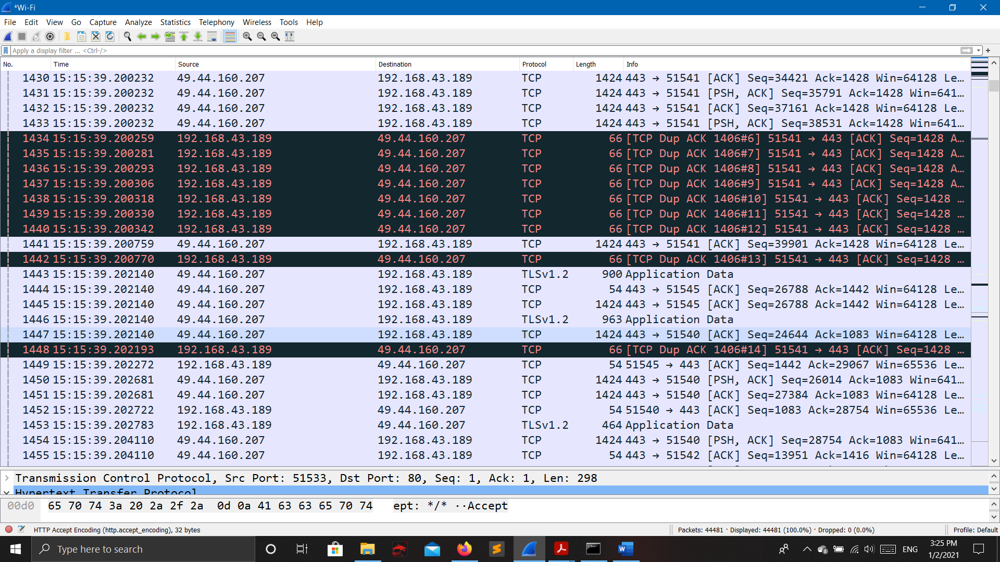 *Wi-Fi
File Edit View Go Capture Analyze Statistics Telephony Wireless Tools Help
Apply a display filter ... <Ctrl-/>
No. Time Source Destination Protocol Length Info
1430 15:15:39.200232 49.44.160.207 192.168.43.189 TCP 1424 443 → 51541 [ACK] Seq=34421 Ack=1428 Win=64128 Le…
1431 15:15:39.200232 49.44.160.207 192.168.43.189 TCP 1424 443 → 51541 [PSH, ACK] Seq=35791 Ack=1428 Win=641…
1432 15:15:39.200232 49.44.160.207 192.168.43.189 TCP 1424 443 → 51541 [ACK] Seq=37161 Ack=1428 Win=64128 Le…
1433 15:15:39.200232 49.44.160.207 192.168.43.189 TCP 1424 443 → 51541 [PSH, ACK] Seq=38531 Ack=1428 Win=641…
1434 15:15:39.200259 192.168.43.189 49.44.160.207 TCP 66 [TCP Dup ACK 1406#6] 51541 → 443 [ACK] Seq=1428 A…
1435 15:15:39.200281 192.168.43.189 49.44.160.207 TCP 66 [TCP Dup ACK 1406#7] 51541 → 443 [ACK] Seq=1428 A…
1436 15:15:39.200293 192.168.43.189 49.44.160.207 TCP 66 [TCP Dup ACK 1406#8] 51541 → 443 [ACK] Seq=1428 A…
1437 15:15:39.200306 192.168.43.189 49.44.160.207 TCP 66 [TCP Dup ACK 1406#9] 51541 → 443 [ACK] Seq=1428 A…
1438 15:15:39.200318 192.168.43.189 49.44.160.207 TCP 66 [TCP Dup ACK 1406#10] 51541 → 443 [ACK] Seq=1428 …
1439 15:15:39.200330 192.168.43.189 49.44.160.207 TCP 66 [TCP Dup ACK 1406#11] 51541 → 443 [ACK] Seq=1428 …
1440 15:15:39.200342 192.168.43.189 49.44.160.207 TCP 66 [TCP Dup ACK 1406#12] 51541 → 443 [ACK] Seq=1428 …
1441 15:15:39.200759 49.44.160.207 192.168.43.189 TCP 1424 443 → 51541 [ACK] Seq=39901 Ack=1428 Win=64128 Le…
1442 15:15:39.200770 192.168.43.189 49.44.160.207 TCP 66 [TCP Dup ACK 1406#13] 51541 → 443 [ACK] Seq=1428 …
1443 15:15:39.202140 49.44.160.207 192.168.43.189 TLSv1.2 900 Application Data
1444 15:15:39.202140 49.44.160.207 192.168.43.189 TCP 54 443 → 51545 [ACK] Seq=26788 Ack=1442 Win=64128 Le…
1445 15:15:39.202140 49.44.160.207 192.168.43.189 TCP 1424 443 → 51545 [ACK] Seq=26788 Ack=1442 Win=64128 Le…
1446 15:15:39.202140 49.44.160.207 192.168.43.189 TLSv1.2 963 Application Data
1447 15:15:39.202140 49.44.160.207 192.168.43.189 TCP 1424 443 → 51540 [ACK] Seq=24644 Ack=1083 Win=64128 Le…
1448 15:15:39.202193 192.168.43.189 49.44.160.207 TCP 66 [TCP Dup ACK 1406#14] 51541 → 443 [ACK] Seq=1428 …
1449 15:15:39.202272 192.168.43.189 49.44.160.207 TCP 54 51545 → 443 [ACK] Seq=1442 Ack=29067 Win=65536 Le…
1450 15:15:39.202681 49.44.160.207 192.168.43.189 TCP 1424 443 → 51540 [PSH, ACK] Seq=26014 Ack=1083 Win=641…
1451 15:15:39.202681 49.44.160.207 192.168.43.189 TCP 1424 443 → 51540 [ACK] Seq=27384 Ack=1083 Win=64128 Le…
1452 15:15:39.202722 192.168.43.189 49.44.160.207 TCP 54 51540 → 443 [ACK] Seq=1083 Ack=28754 Win=65536 Le…
1453 15:15:39.202783 192.168.43.189 49.44.160.207 TLSv1.2 464 Application Data
1454 15:15:39.204110 49.44.160.207 192.168.43.189 TCP 1424 443 → 51540 [PSH, ACK] Seq=28754 Ack=1083 Win=641…
1455 15:15:39.204110 49.44.160.207 192.168.43.189 TCP 54 443 → 51542 [ACK] Seq=13951 Ack=1416 Win=64128 Le…
Transmission Control Protocol, Src Port: 51533, Dst Port: 80, Seq: 1, Ack: 1, Len: 298
Hypertext Transfer Protocol
00d0 65 70 74 3a 20 2a 2f 2a 0d 0a 41 63 63 65 70 74 ept: */* ··Accept
HTTP Accept Encoding (http.accept_encoding), 32 bytes Packets: 44481 · Displayed: 44481 (100.0%) · Dropped: 0 (0.0%) Profile: Default
Type here to search ENG 3:25 PM
1/2/2021